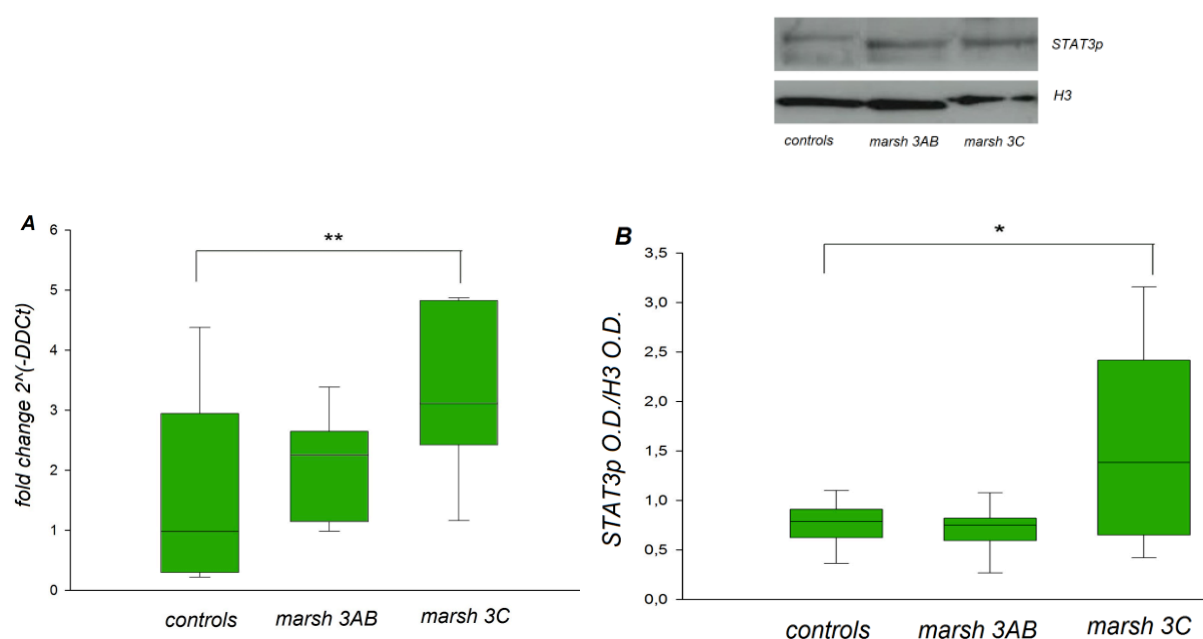 STAT3p
H3
controls marsh 3AB marsh 3C
A
6
5
4
3
2
1
0
fold change 2^(-DDCt)
**
controls marsh 3AB marsh 3C
B
3,5
3,0
2,5
2,0
1,5
1,0
0,5
0,0
STAT3p O.D./H3 O.D.
*
controls marsh 3AB marsh 3C